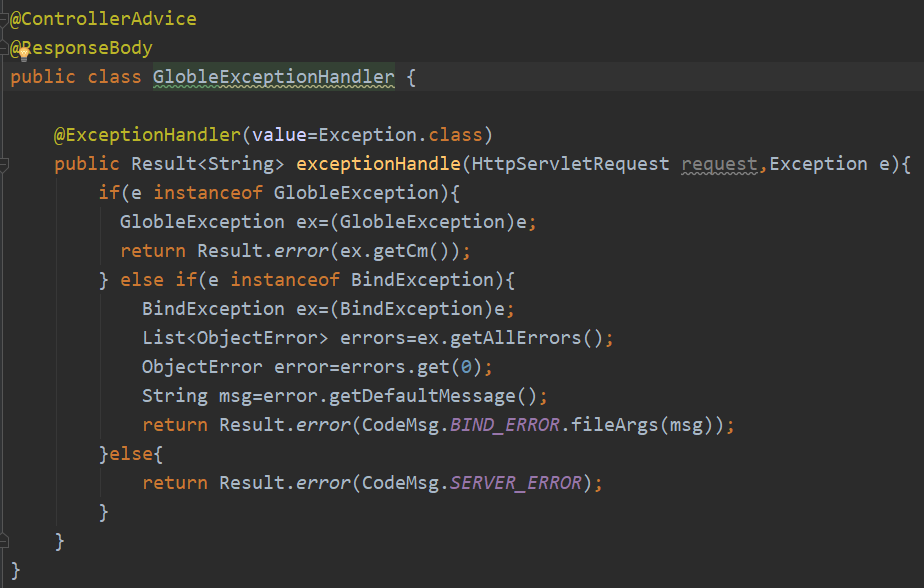 @ControllerAdvice
@ResponseBody
public class GlobleExceptionHandler {
@ExceptionHandler(value=Exception.class)
public Result<String> exceptionHandle(HttpServletRequest request,Exception e){
if(e instanceof GlobleException){
GlobleException ex=(GlobleException)e;
return Result.error(ex.getCm());
} else if(e instanceof BindException){
BindException ex=(BindException)e;
List<ObjectError> errors=ex.getAllErrors();
ObjectError error=errors.get(0);
String msg=error.getDefaultMessage();
return Result.error(CodeMsg.BIND_ERROR.fileArgs(msg));
}else{
return Result.error(CodeMsg.SERVER_ERROR);
}
}
}